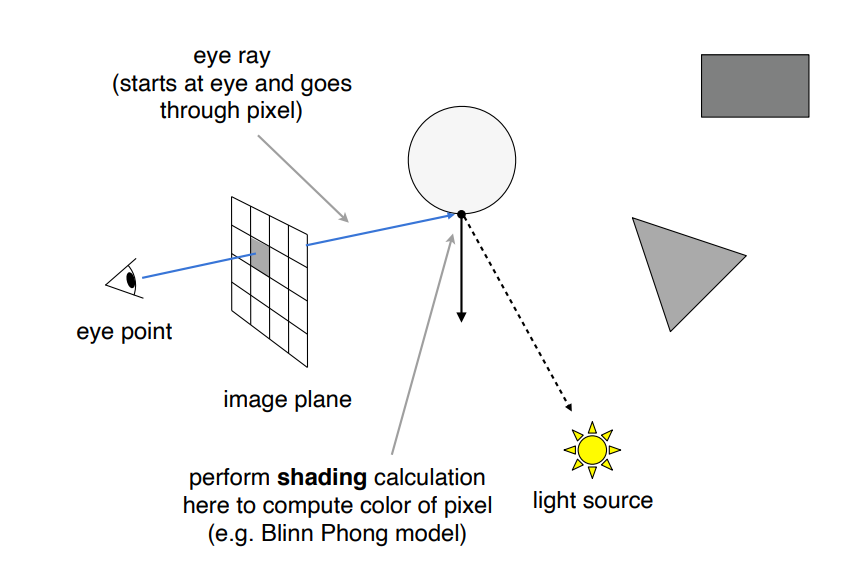 eye ray
(starts at eye and goes
through pixel)
eye point
image plane
perform shading calculation
here to compute color of pixel
(e.g. Blinn Phong model)
light source